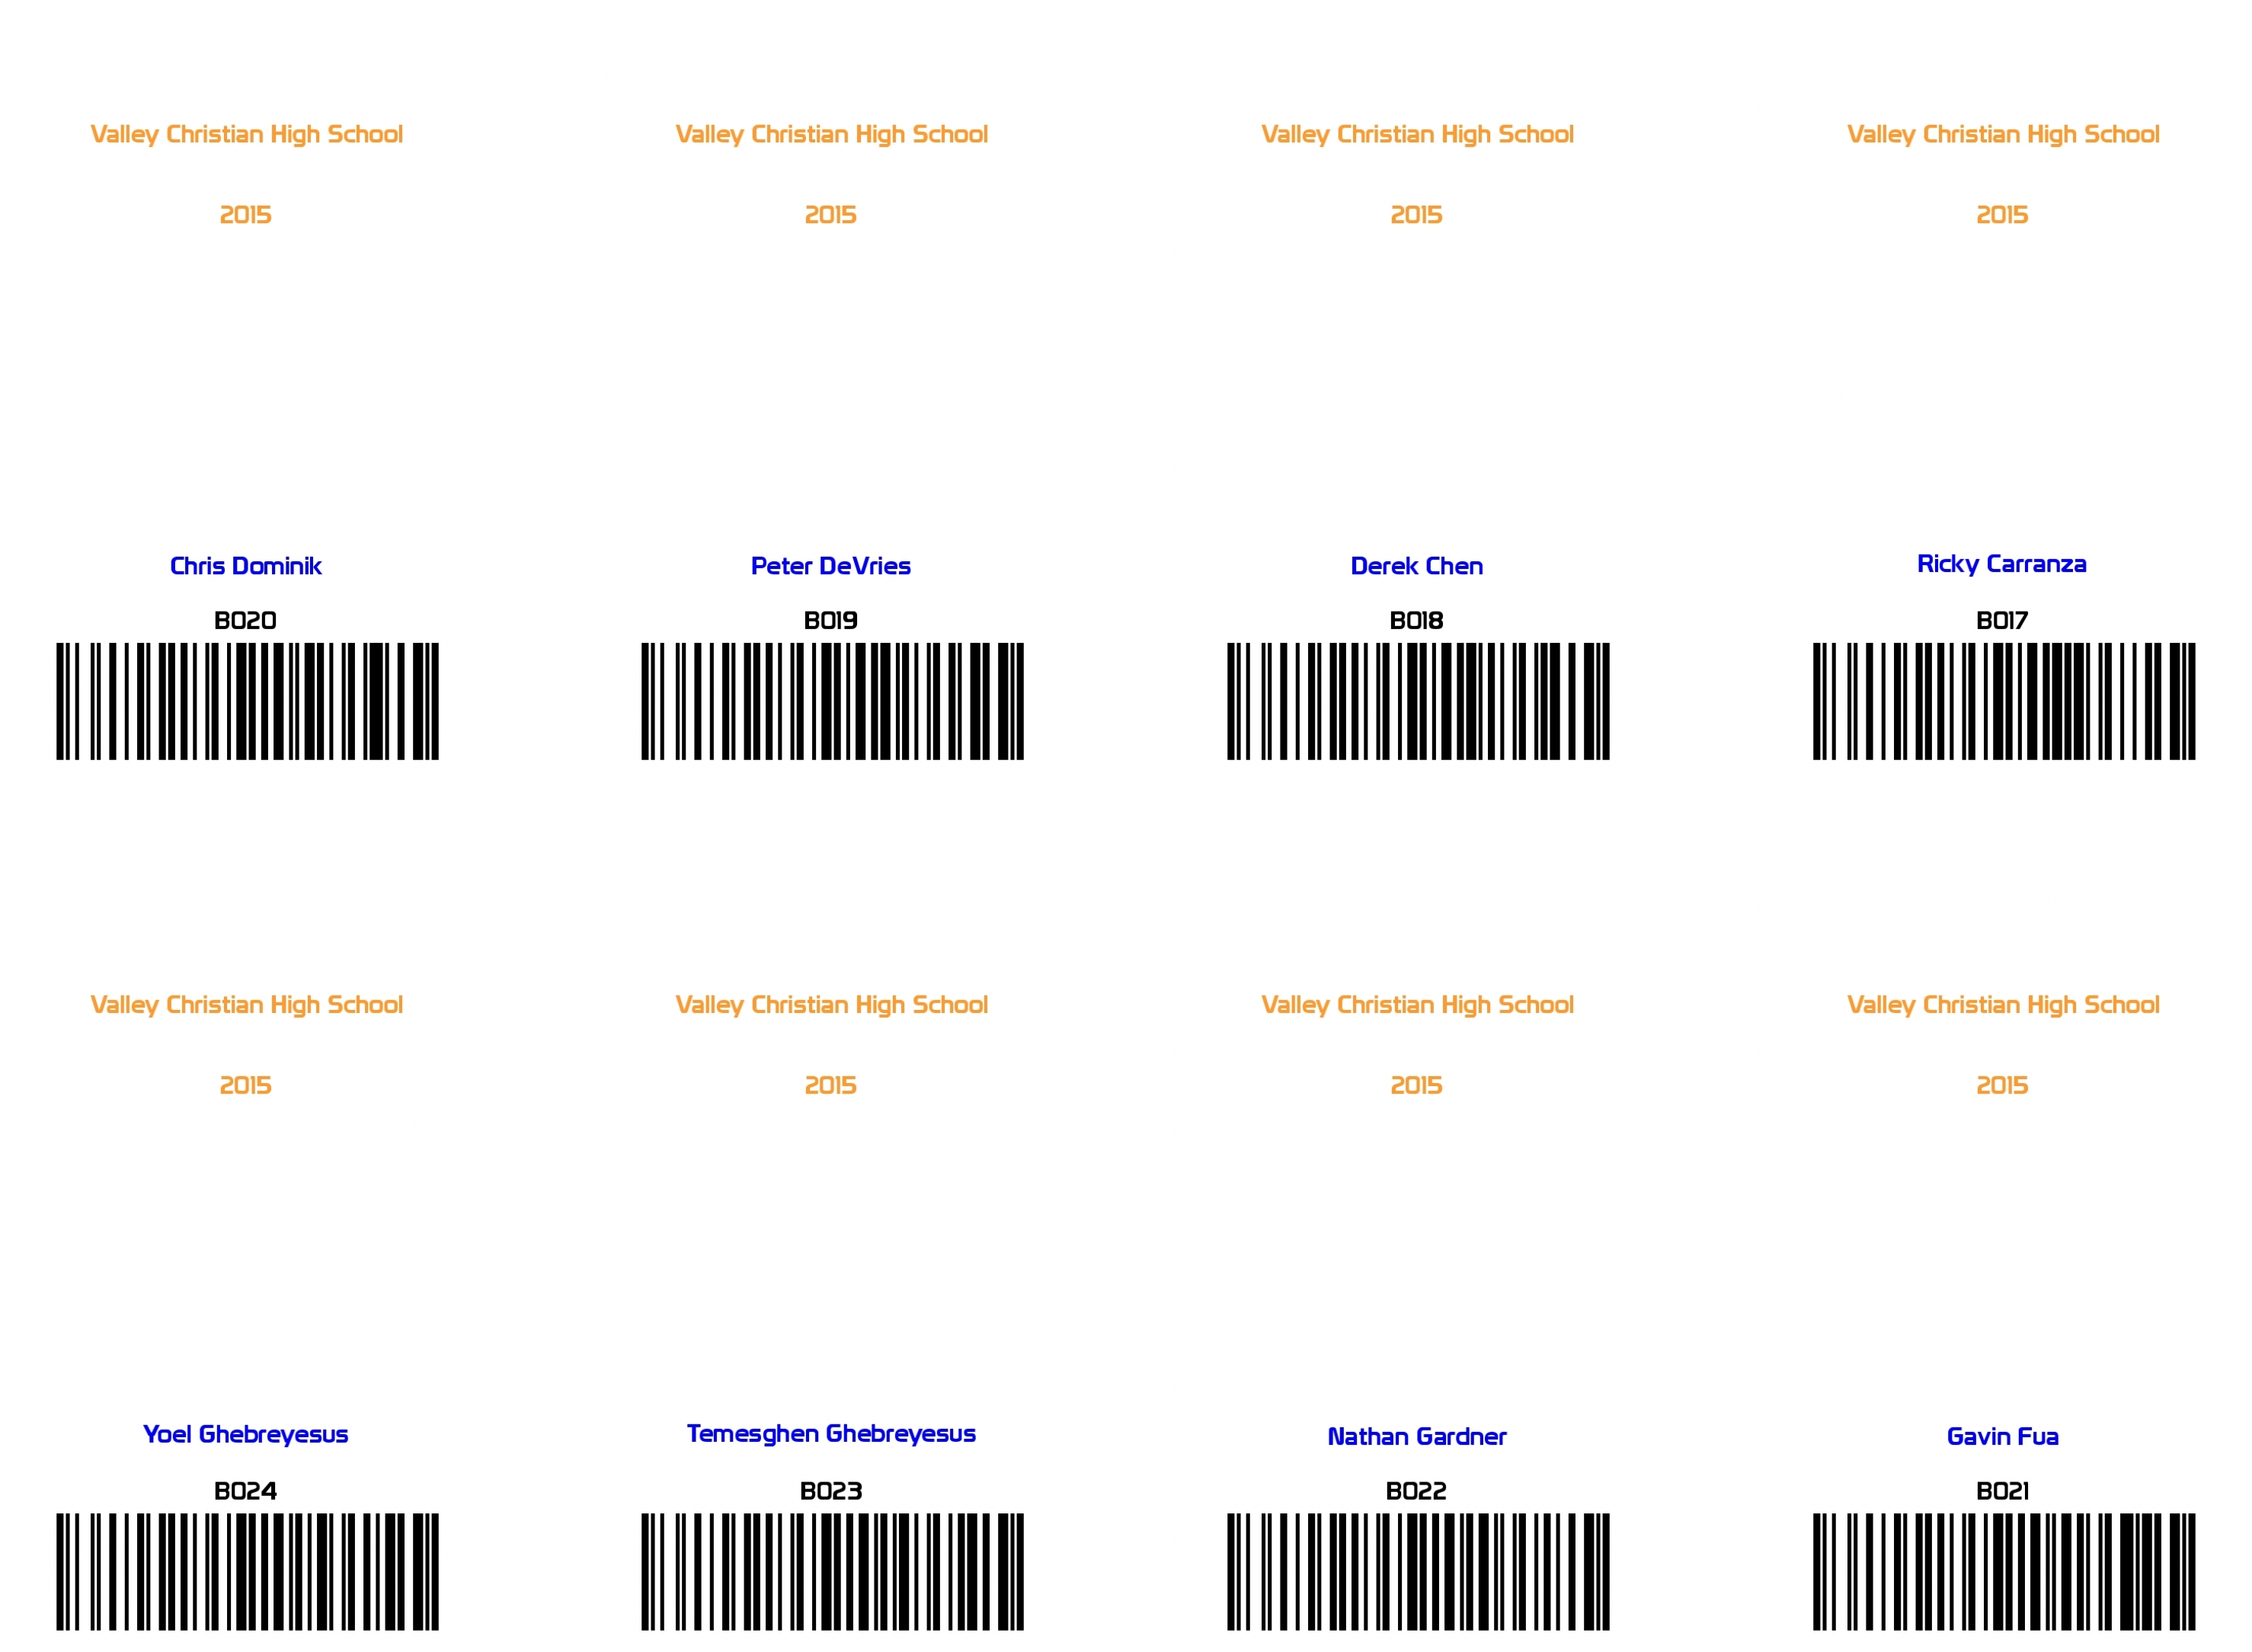 Valley Christian High School
2015
Chris Dominik
B020
Valley Christian High School
2015
Peter DeVries
B019
Valley Christian High School
2015
Derek Chen
B018
Valley Christian High School
2015
Ricky Carranza
B017
Valley Christian High School
2015
Yoel Ghebreyesus
B024
Valley Christian High School
2015
Temesghen Ghebreyesus
B023
Valley Christian High School
2015
Nathan Gardner
B022
Valley Christian High School
2015
Gavin Fua
B021